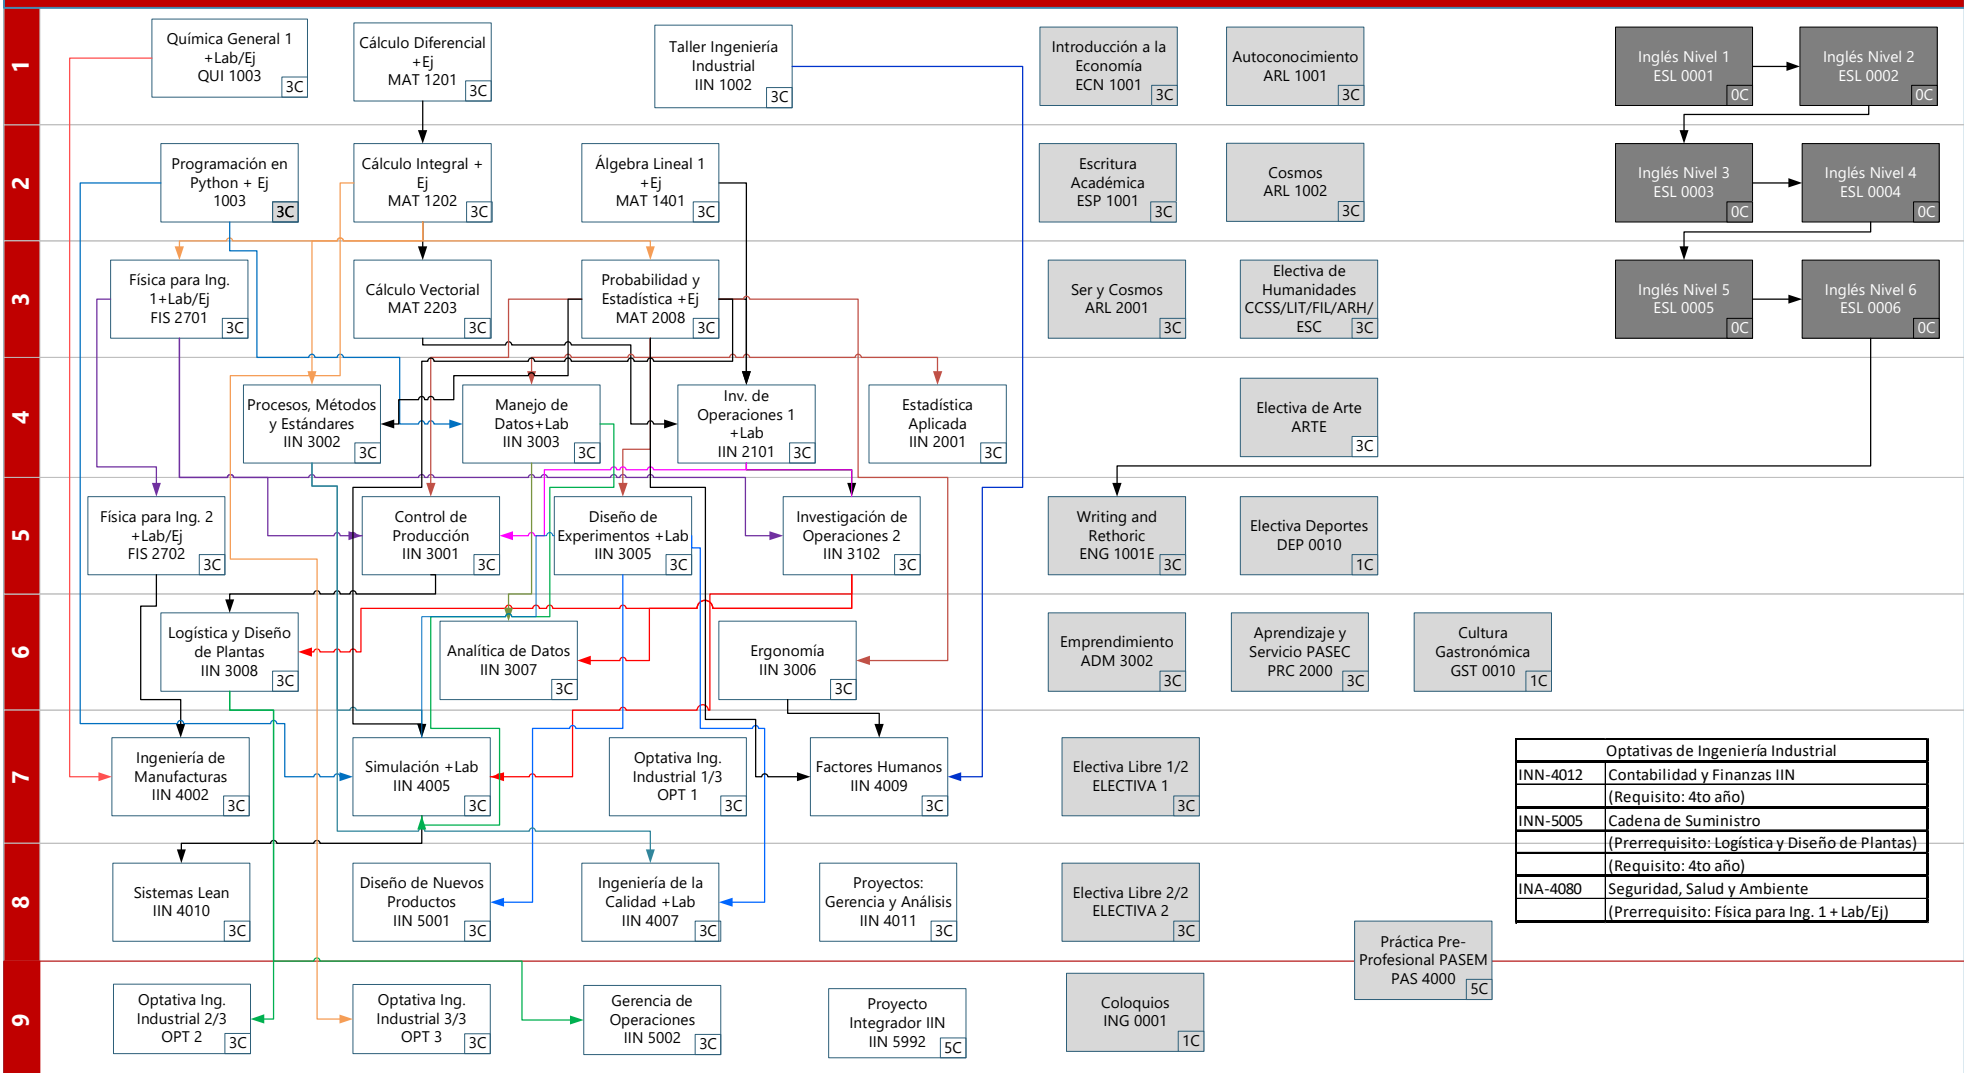 1
Química General 1
+Lab/Ej
QUI 1003
3C
Cálculo Diferencial
+Ej
MAT 1201
3C
Taller Ingeniería
Industrial
IIN 1002
3C
Introducción a la
Economía
ECN 1001
3C
Autoconocimiento
ARL 1001
3C
Inglés Nivel 1
ESL 0001
0C
Inglés Nivel 2
ESL 0002
0C
2
Programación en
Python + Ej
1003
3C
Cálculo Integral +
Ej
MAT 1202
3C
Álgebra Lineal 1
+Ej
MAT 1401
3C
Escritura
Académica
ESP 1001
3C
Cosmos
ARL 1002
3C
Inglés Nivel 3
ESL 0003
0C
Inglés Nivel 4
ESL 0004
0C
3
Física para Ing.
1+Lab/Ej
FIS 2701
3C
Cálculo Vectorial
MAT 2203
3C
Probabilidad y
Estadística +Ej
MAT 2008
3C
Ser y Cosmos
ARL 2001
3C
Electiva de
Humanidades
CCSS/LIT/FIL/ARH/
ESC
3C
Inglés Nivel 5
ESL 0005
0C
Inglés Nivel 6
ESL 0006
0C
4
Procesos, Métodos
y Estándares
IIN 3002
3C
Manejo de
Datos+Lab
IIN 3003
3C
Inv. de
Operaciones 1
+Lab
IIN 2101
3C
Estadística
Aplicada
IIN 2001
3C
Electiva de Arte
ARTE
3C
5
Física para Ing. 2
+Lab/Ej
FIS 2702
3C
Control de
Producción
IIN 3001
3C
Diseño de
Experimentos +Lab
IIN 3005
3C
Investigación de
Operaciones 2
IIN 3102
3C
Writing and
Rethoric
ENG 1001E
3C
Electiva Deportes
DEP 0010
1C
6
Logística y Diseño
de Plantas
IIN 3008
3C
Analítica de Datos
IIN 3007
3C
Ergonomía
IIN 3006
3C
Emprendimiento
ADM 3002
3C
Aprendizaje y
Servicio PASEC
PRC 2000
3C
Cultura
Gastronómica
GST 0010
1C
7
Ingeniería de
Manufacturas
IIN 4002
3C
Simulación +Lab
IIN 4005
3C
Optativa Ing.
Industrial 1/3
OPT 1
3C
Factores Humanos
IIN 4009
3C
Electiva Libre 1/2
ELECTIVA 1
3C
Optativas de Ingeniería Industrial
INN-4012 Contabilidad y Finanzas IIN
(Requisito: 4to año)
INN-5005 Cadena de Suministro
(Prerrequisito: Logística y Diseño de Plantas)
(Requisito: 4to año)
INA-4080 Seguridad, Salud y Ambiente
(Prerrequisito: Física para Ing. 1 + Lab/Ej)
8
Sistemas Lean
IIN 4010
3C
Diseño de Nuevos
Productos
IIN 5001
3C
Ingeniería de la
Calidad +Lab
IIN 4007
3C
Proyectos:
Gerencia y Análisis
IIN 4011
3C
Electiva Libre 2/2
ELECTIVA 2
3C
Práctica Pre-
Profesional PASEM
PAS 4000
5C
9
Optativa Ing.
Industrial 2/3
OPT 2
3C
Optativa Ing.
Industrial 3/3
OPT 3
3C
Gerencia de
Operaciones
IIN 5002
3C
Proyecto
Integrador IIN
IIN 5992
5C
Coloquios
ING 0001
1C